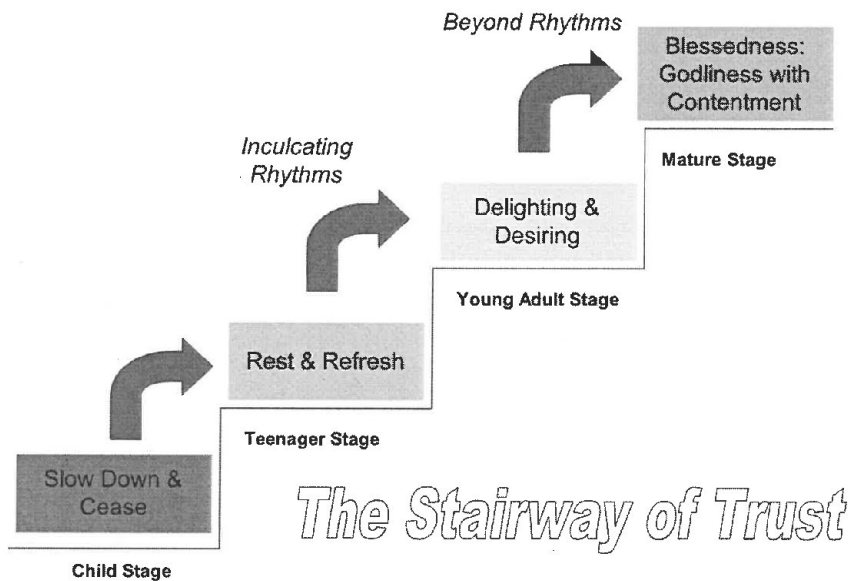 Beyond Rhythms
Blessedness:
Godliness with
Contentment
Mature Stage
Inculcating
Rhythms
Delighting &
Desiring
Young Adult Stage
Rest & Refresh
Teenager Stage
Slow Down &
Cease
Child Stage
The Stairway of Trust